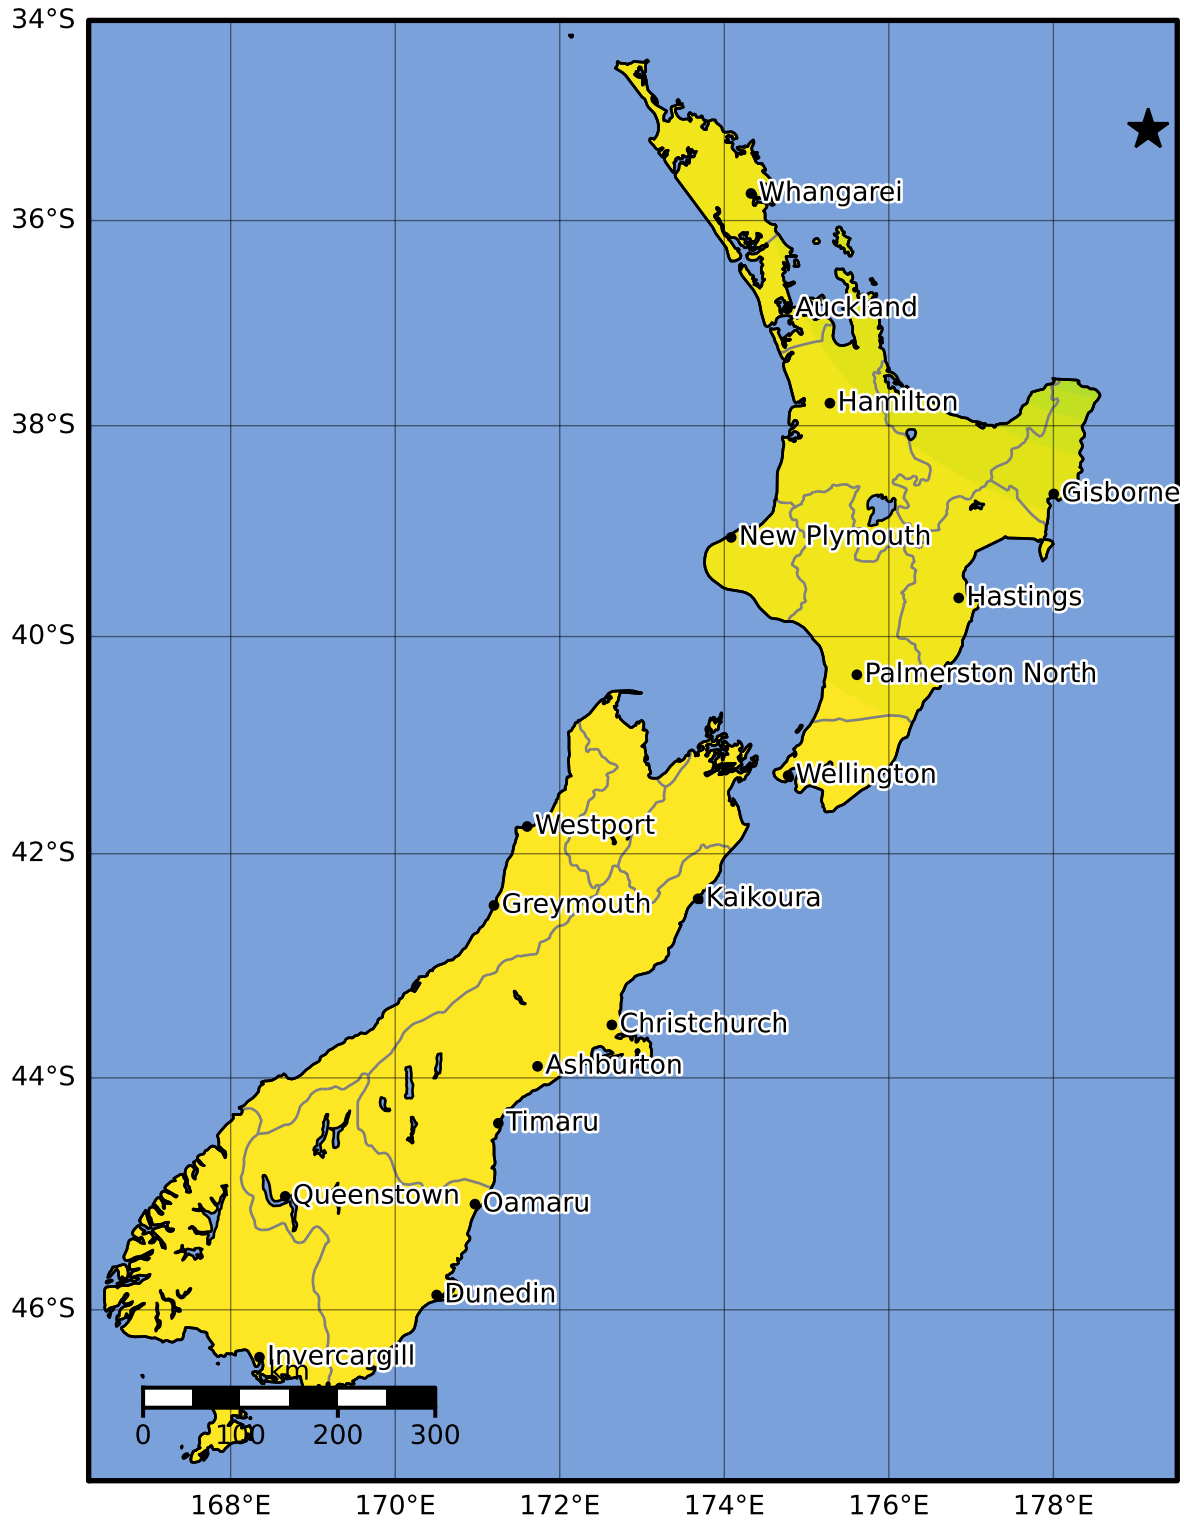 34°S
Whangarei
36°S
Auckland
Hamilton
38°S
Gisborne
New Plymouth
Hastings
40°S
Palmerston North
Wellington
Westport
42°S
Kaikoura
Greymouth
Christchurch
Ashburton
44°S
Timaru
Queenstown
Oamaru
Dunedin
46°S
Invercargill
km
0 100 200 300
168°E 170°E 172°E 174°E 176°E 178°E